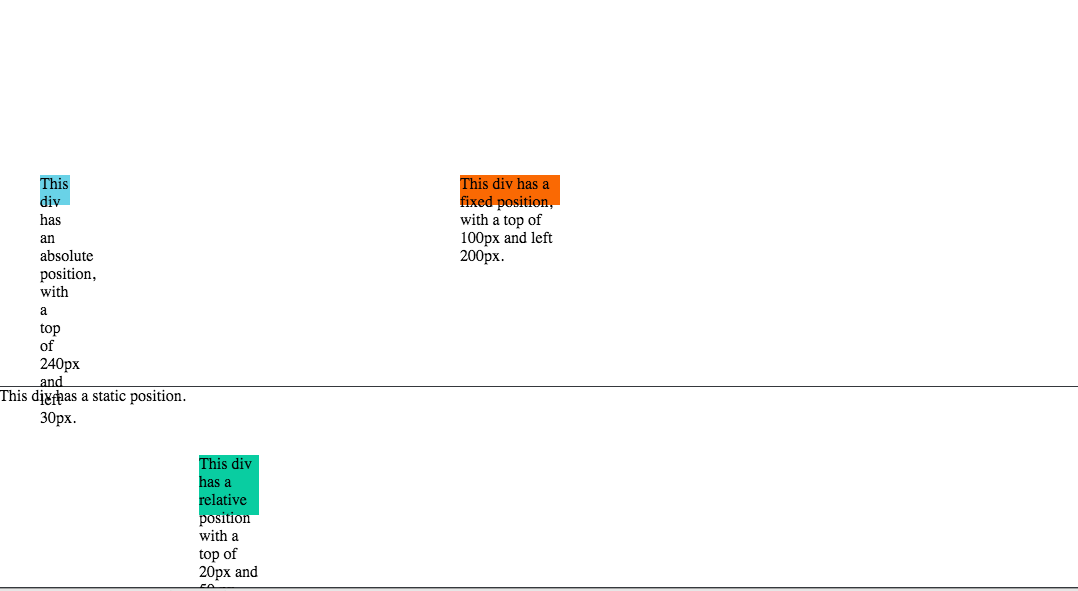 This
div
has
an
absolute
position,
with
a
top
of
240px
and
left
30px.
This div has a
fixed position,
with a top of
100px and left
200px.
This div has a static position.
This div
has a
relative
position
with a
top of
20px and